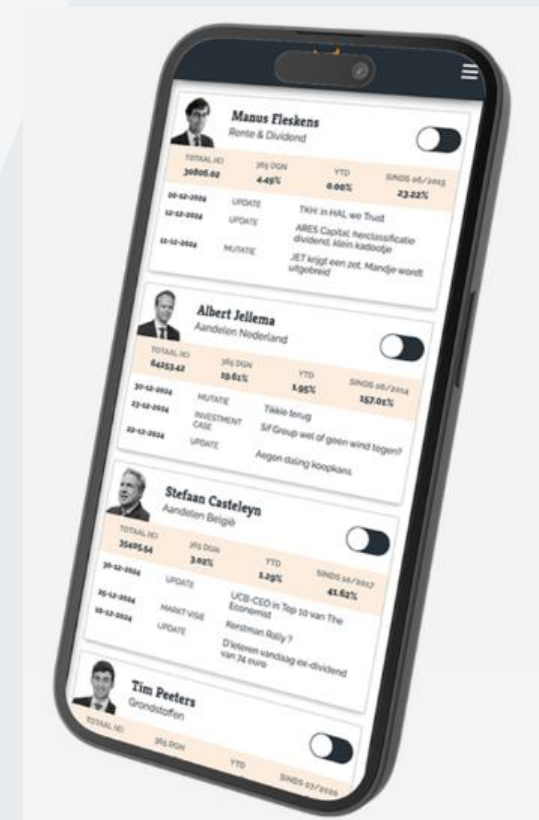 Manus Fleskens
Rente & Dividend
TOTAAL (€) 365 DGN YTD SINDS 06/2015
30806.02 4.49% 0.00% 23.22%
20-12-2024 UPDATE TKH: in HAL we Trust
12-12-2024 UPDATE ARES Capital: herclassificatie
dividend, klein kadootje
11-12-2024 MUTATIE JET krijgt een zet. Mandje wordt
uitgebreid
Albert Jellema
Aandelen Nederland
TOTAAL (€) 365 DGN YTD SINDS 06/2014
64253.42 19.61% 1.95% 157.01%
30-12-2024 MUTATIE Tikkie terug
23-12-2024 INVESTMENT Sif Group wel of geen wind tegen?
CASE
22-12-2024 UPDATE Aegon daling koopkans
Stefaan Casteleyn
Aandelen België
TOTAAL (€) 365 DGN YTD SINDS 10/2017
35405.54 3.02% 1.29% 41.62%
30-12-2024 UPDATE UCB-CEO in Top 10 van The
Economist
25-12-2024 MARKT VISIE Kerstman Rally ?
18-12-2024 UPDATE D'Ieteren vandaag ex-dividend
van 74 euro
Tim Peeters
Grondstoffen
TOTAAL (€) 365 DGN YTD SINDS 07/2020